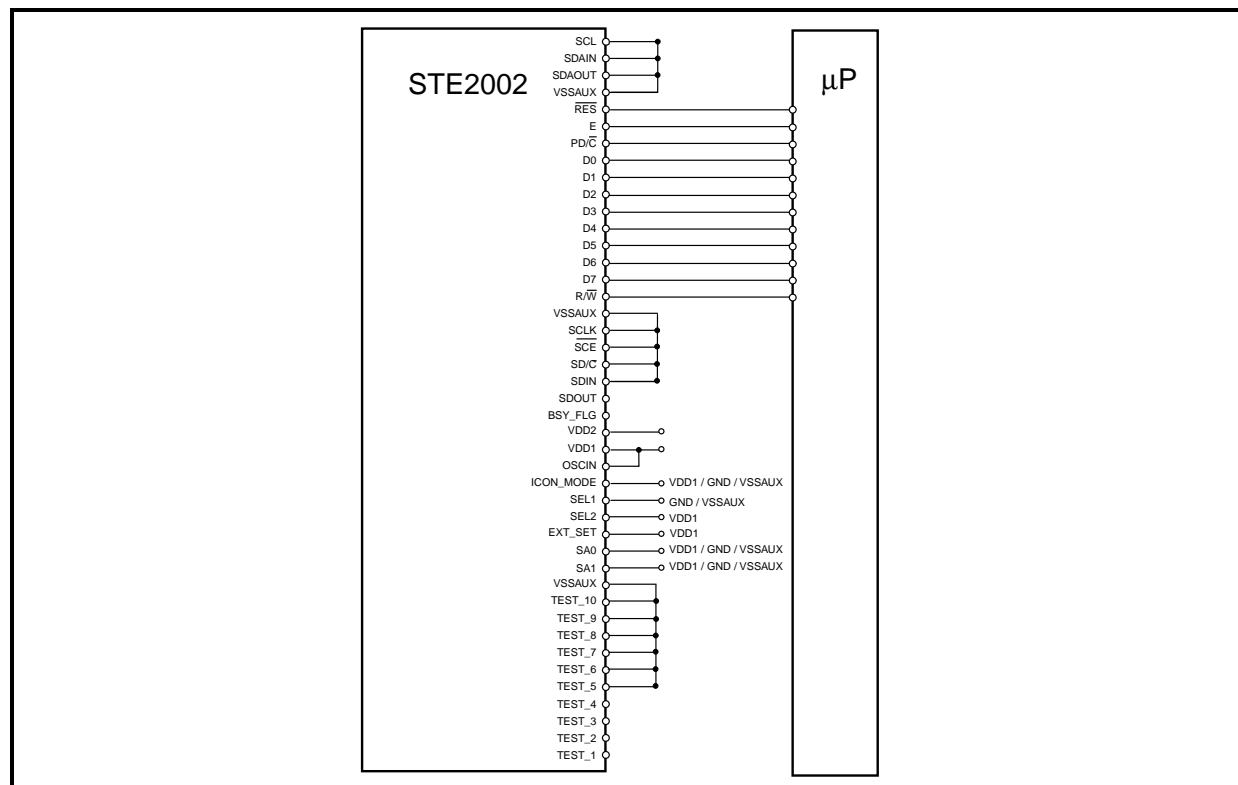 STE2002
µP
SCL
SDAIN
SDAOUT
VSSAUX
RES
E
PD/C
D0
D1
D2
D3
D4
D5
D6
D7
R/W
VSSAUX
SCLK
SCE
SD/C
SDIN
SDOUT
BSY_FLG
VDD2
VDD1
OSCIN
ICON_MODE VDD1 / GND / VSSAUX
SEL1 GND / VSSAUX
SEL2 VDD1
EXT_SET VDD1
SA0 VDD1 / GND / VSSAUX
SA1 VDD1 / GND / VSSAUX
VSSAUX
TEST_10
TEST_9
TEST_8
TEST_7
TEST_6
TEST_5
TEST_4
TEST_3
TEST_2
TEST_1